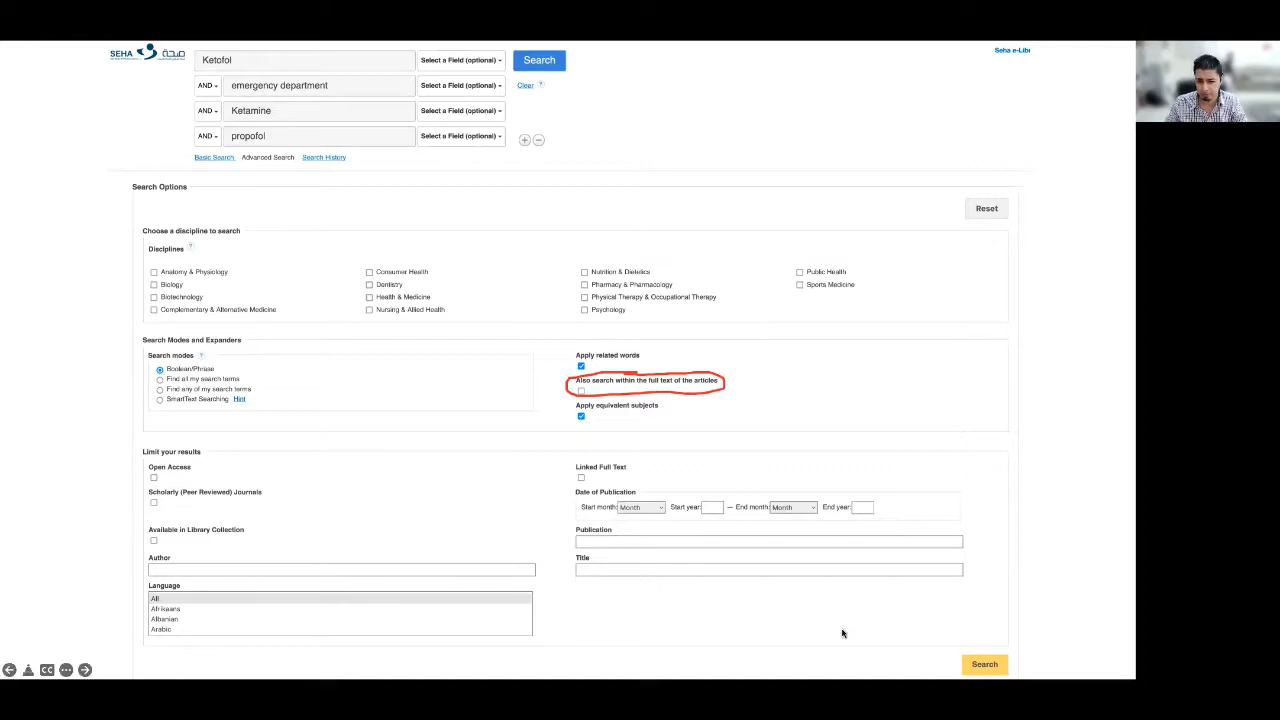 SEHA صحة
Seha e-Libr
Ketofol Select a Field (optional) Search
AND emergency department Select a Field (optional) Clear ?
AND Ketamine Select a Field (optional)
AND propofol Select a Field (optional)
Basic Search Advanced Search Search History
Search Options
Reset
Choose a discipline to search
Disciplines ?
Anatomy & Physiology Consumer Health Nutrition & Dietetics Public Health
Biology Dentistry Pharmacy & Pharmacology Sports Medicine
Biotechnology Health & Medicine Physical Therapy & Occupational Therapy
Complementary & Alternative Medicine Nursing & Allied Health Psychology
Search Modes and Expanders
Search modes ?
Boolean/Phrase
Find all my search terms
Find any of my search terms
SmartText Searching Hint
Apply related words
Also search within the full text of the articles
Apply equivalent subjects
Limit your results
Open Access Linked Full Text
Scholarly (Peer Reviewed) Journals Date of Publication
Start month: Month Start year: — End month: Month End year:
Available in Library Collection Publication
Author Title
Language
All
Afrikaans
Albanian
Arabic
Search
CC